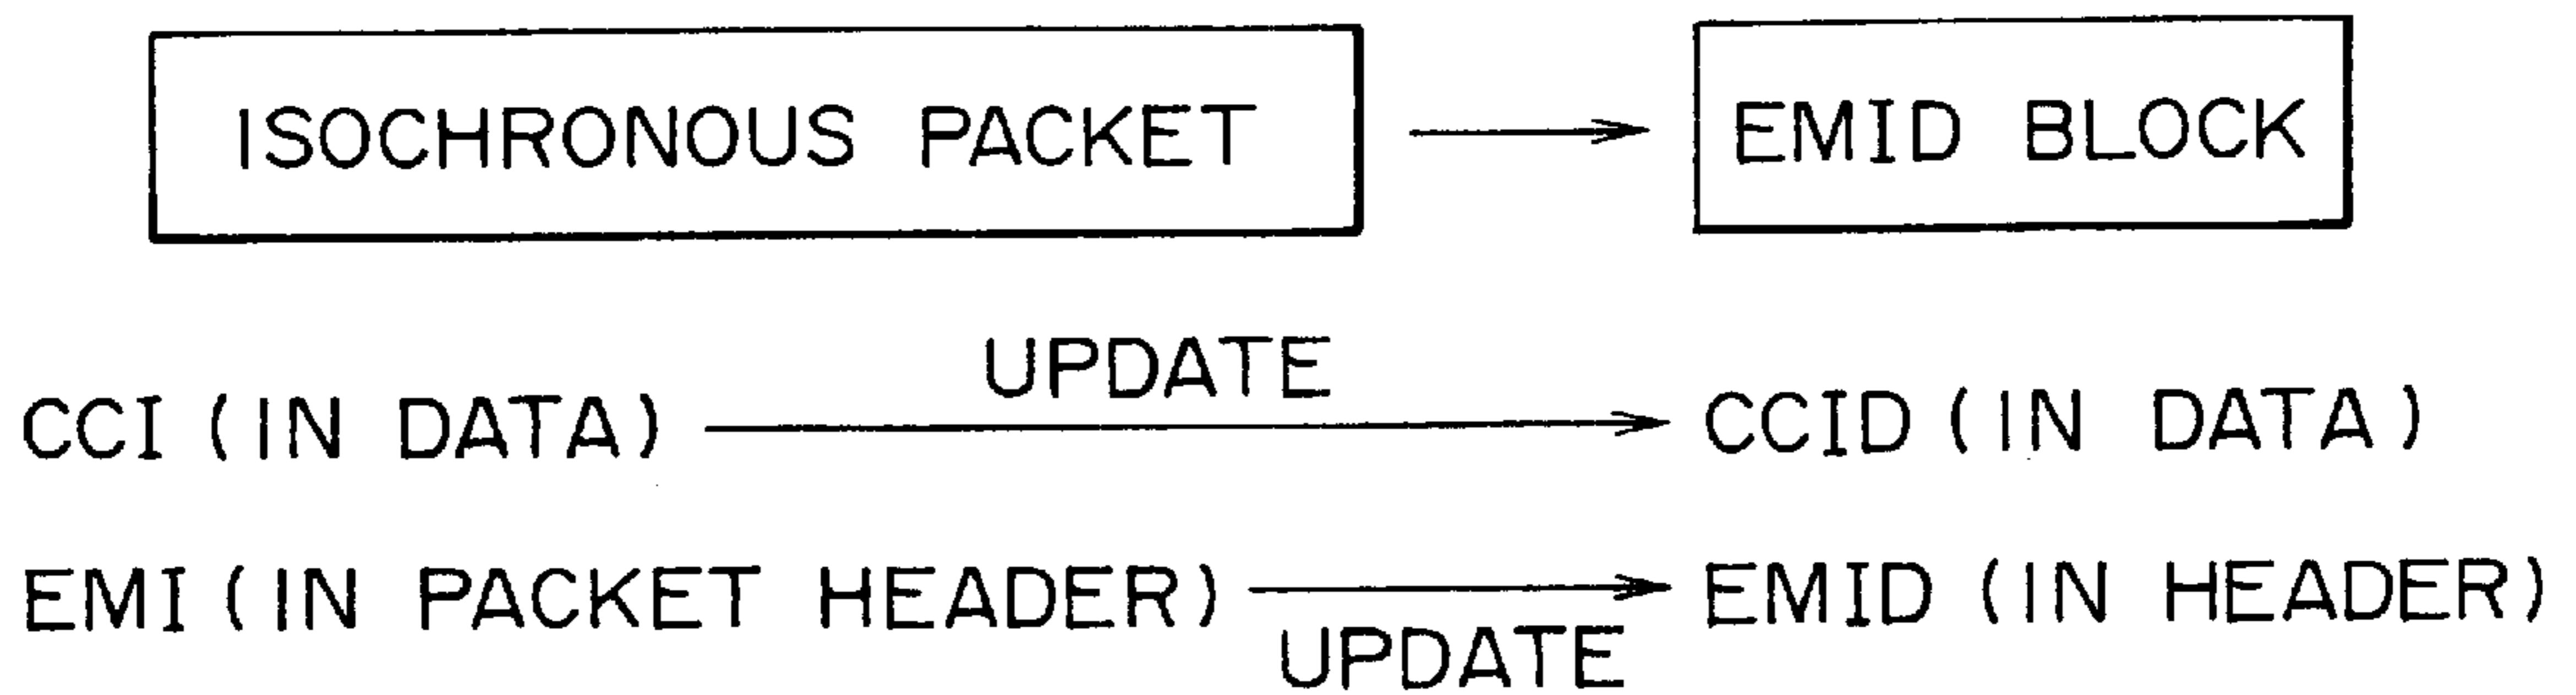 ISOCHRONOUS PACKET
EMID BLOCK
UPDATE
CCI (IN DATA)
CCID (IN DATA)
EMI (IN PACKET HEADER)
EMID (IN HEADER)
UPDATE